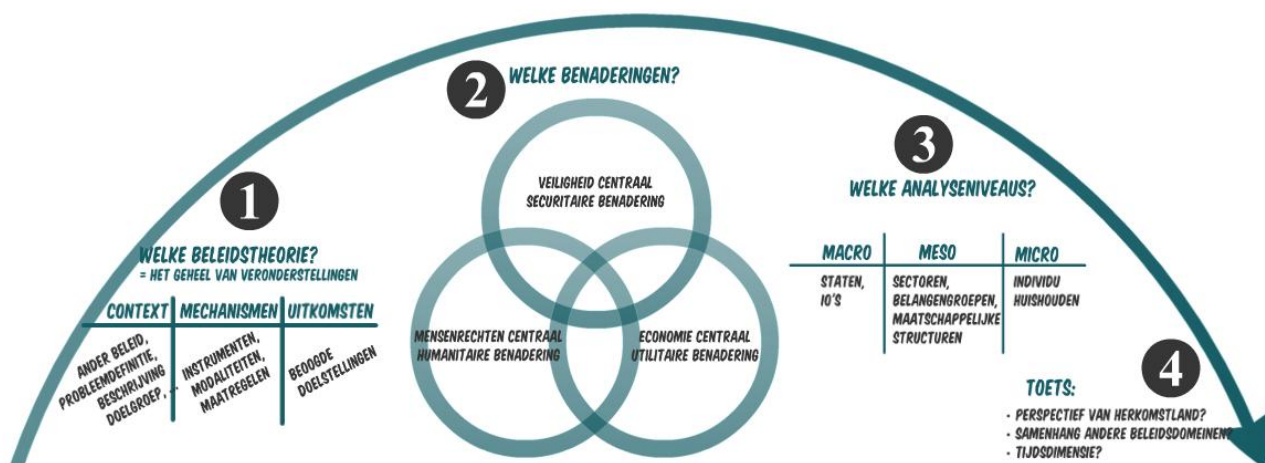 1
WELKE BELEIDSTHEORIE?
= HET GEHEEL VAN VERONDERSTELLINGEN
CONTEXT
ANDER BELEID,
PROBLEEMDEFINITIE,
BESCHRIJVING
DOELGROEP, ...
MECHANISMEN
INSTRUMENTEN,
MODALITEITEN,
MAATREGELEN
UITKOMSTEN
BEOOGDE
DOELSTELLINGEN
2
WELKE BENADERINGEN?
VEILIGHEID CENTRAAL
SECURITAIRE BENADERING
MENSENRECHTEN CENTRAAL
HUMANITAIRE BENADERING
ECONOMIE CENTRAAL
UTILITAIRE BENADERING
3
WELKE ANALYSENIVEAUS?
MACRO
STATEN,
IO'S
MESO
SECTOREN,
BELANGENGROEPEN,
MAATSCHAPPELIJKE
STRUCTUREN
MICRO
INDIVIDU
HUISHOUDEN
4
TOETS:
- PERSPECTIEF VAN HERKOMSTLAND?
- SAMENHANG ANDERE BELEIDSDOMEINEN?
- TIJDSDIMENSIE?